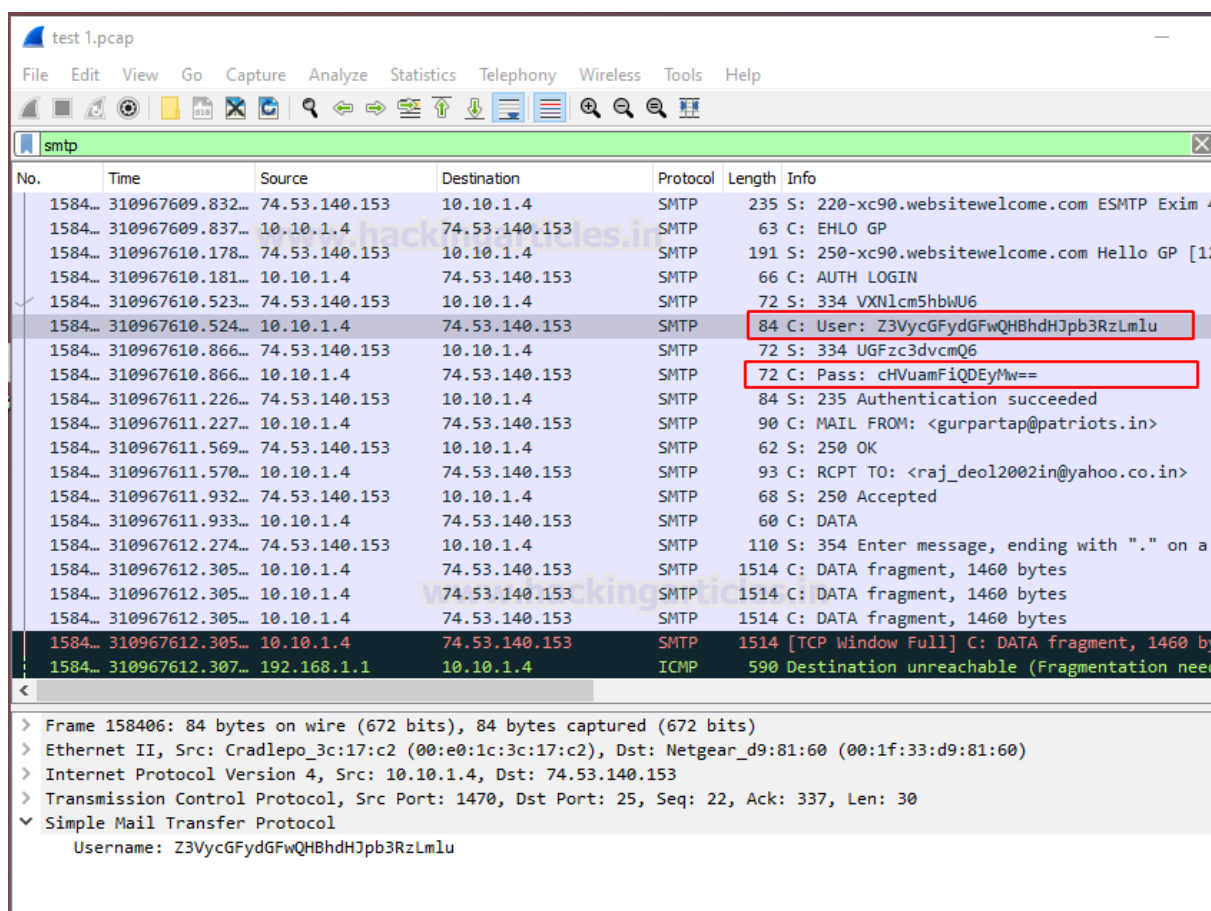 test 1.pcap
File Edit View Go Capture Analyze Statistics Telephony Wireless Tools Help
smtp
No. Time Source Destination Protocol Length Info
1584… 310967609.832… 74.53.140.153 10.10.1.4 SMTP 235 S: 220-xc90.websitewelcome.com ESMTP Exim 4
1584… 310967609.837… 10.10.1.4 74.53.140.153 SMTP 63 C: EHLO GP
www.hackingarticles.in
1584… 310967610.178… 74.53.140.153 10.10.1.4 SMTP 191 S: 250-xc90.websitewelcome.com Hello GP [12
1584… 310967610.181… 10.10.1.4 74.53.140.153 SMTP 66 C: AUTH LOGIN
1584… 310967610.523… 74.53.140.153 10.10.1.4 SMTP 72 S: 334 VXNlcm5hbWU6
1584… 310967610.524… 10.10.1.4 74.53.140.153 SMTP 84 C: User: Z3VycGFydGFwQHBhdHJpb3RzLmlu
1584… 310967610.866… 74.53.140.153 10.10.1.4 SMTP 72 S: 334 UGFzc3dvcmQ6
1584… 310967610.866… 10.10.1.4 74.53.140.153 SMTP 72 C: Pass: cHVuamFiQDEyMw==
1584… 310967611.226… 74.53.140.153 10.10.1.4 SMTP 84 S: 235 Authentication succeeded
1584… 310967611.227… 10.10.1.4 74.53.140.153 SMTP 90 C: MAIL FROM: <gurpartap@patriots.in>
1584… 310967611.569… 74.53.140.153 10.10.1.4 SMTP 62 S: 250 OK
1584… 310967611.570… 10.10.1.4 74.53.140.153 SMTP 93 C: RCPT TO: <raj_deol2002in@yahoo.co.in>
1584… 310967611.932… 74.53.140.153 10.10.1.4 SMTP 68 S: 250 Accepted
1584… 310967611.933… 10.10.1.4 74.53.140.153 SMTP 60 C: DATA
1584… 310967612.274… 74.53.140.153 10.10.1.4 SMTP 110 S: 354 Enter message, ending with "." on a
1584… 310967612.305… 10.10.1.4 74.53.140.153 SMTP 1514 C: DATA fragment, 1460 bytes
1584… 310967612.305… 10.10.1.4 74.53.140.153 SMTP 1514 C: DATA fragment, 1460 bytes
www.hackingarticles.in
1584… 310967612.305… 10.10.1.4 74.53.140.153 SMTP 1514 C: DATA fragment, 1460 bytes
1584… 310967612.305… 10.10.1.4 74.53.140.153 SMTP 1514 [TCP Window Full] C: DATA fragment, 1460 by
1584… 310967612.307… 192.168.1.1 10.10.1.4 ICMP 590 Destination unreachable (Fragmentation nee
Frame 158406: 84 bytes on wire (672 bits), 84 bytes captured (672 bits)
Ethernet II, Src: Cradlepo_3c:17:c2 (00:e0:1c:3c:17:c2), Dst: Netgear_d9:81:60 (00:1f:33:d9:81:60)
Internet Protocol Version 4, Src: 10.10.1.4, Dst: 74.53.140.153
Transmission Control Protocol, Src Port: 1470, Dst Port: 25, Seq: 22, Ack: 337, Len: 30
Simple Mail Transfer Protocol
Username: Z3VycGFydGFwQHBhdHJpb3RzLmlu